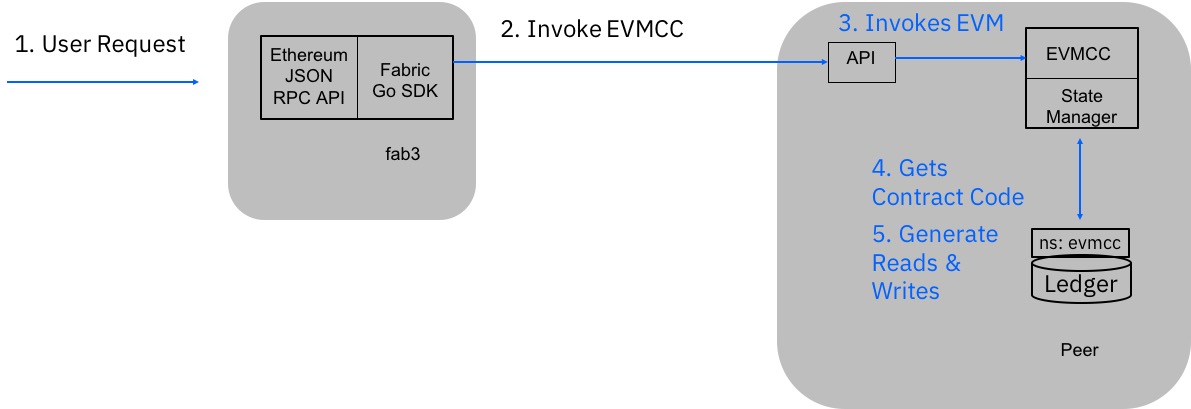 1. User Request
Ethereum
JSON
RPC API
Fabric
Go SDK
fab3
2. Invoke EVMCC
3. Invokes EVM
API
EVMCC
State
Manager
4. Gets
Contract Code
5. Generate
Reads &
Writes
ns: evmcc
Ledger
Peer